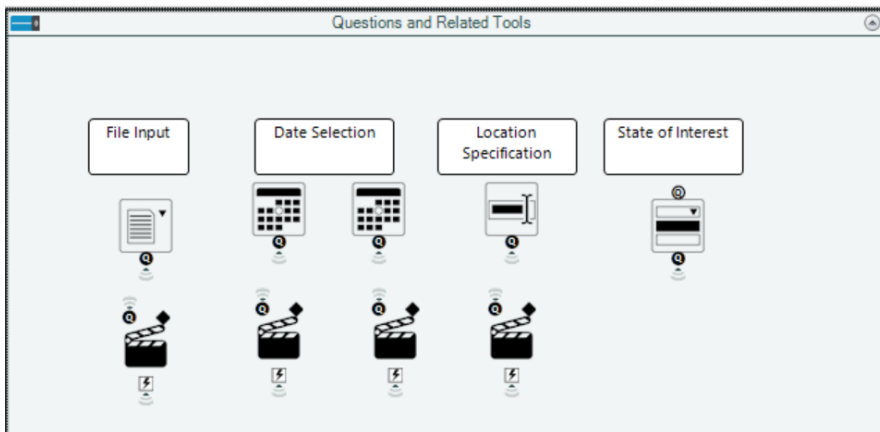 Questions and Related Tools
File Input
Date Selection
Location
Specification
State of Interest
Q
Q
Q
Q
Q
Q
Q
Q
Q
Q